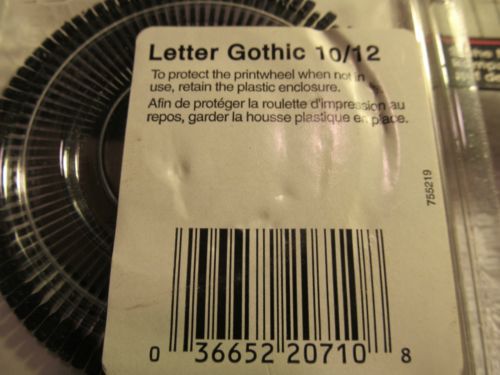 Letter Gothic 10/12
To protect the printwheel when not in
use, retain the plastic enclosure.
Afin de protéger la roulette d'impression au
repos, garder la housse plastique en place.
755219
0 36652 20710 8